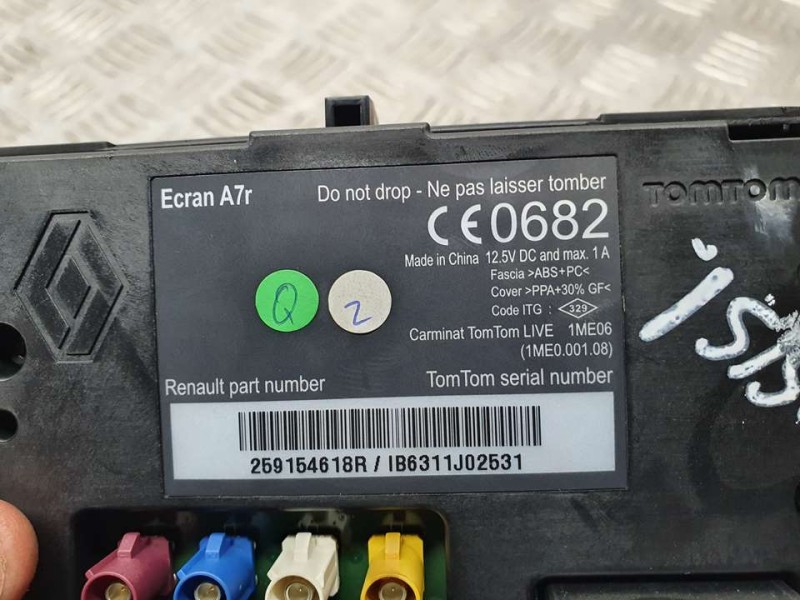 Ecran A7r
Do not drop - Ne pas laisser tomber
TOMTOM
CE0682
Made in China 12.5V DC and max. 1 A
Fascia >ABS+PC<
Cover >PPA+30% GF<
Code ITG : 329
Q
2
Carminat TomTom LIVE 1ME06
(1ME0.001.08)
Renault part number
TomTom serial number
259154618R / IB6311J02531